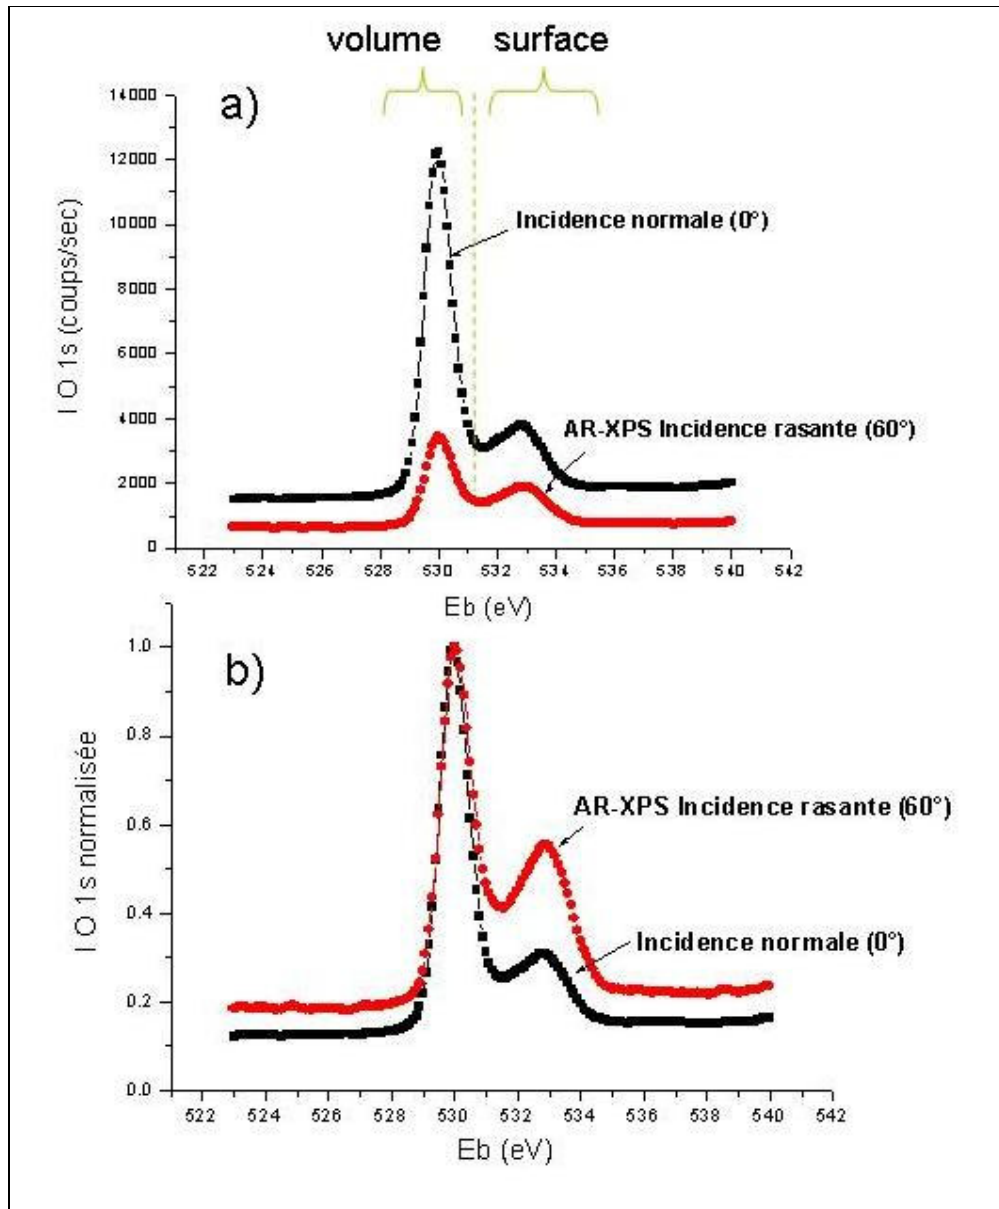 volume surface
a)
14000
12000
10000
8000
6000
4000
2000
0
I O 1s (coups/sec)
Incidence normale (0°)
AR-XPS Incidence rasante (60°)
522 524 526 528 530 532 534 536 538 540 542
Eb (eV)
b)
1.0
0.8
0.6
0.4
0.2
0.0
I O 1s normalisée
AR-XPS Incidence rasante (60°)
Incidence normale (0°)
522 524 526 528 530 532 534 536 538 540 542
Eb (eV)